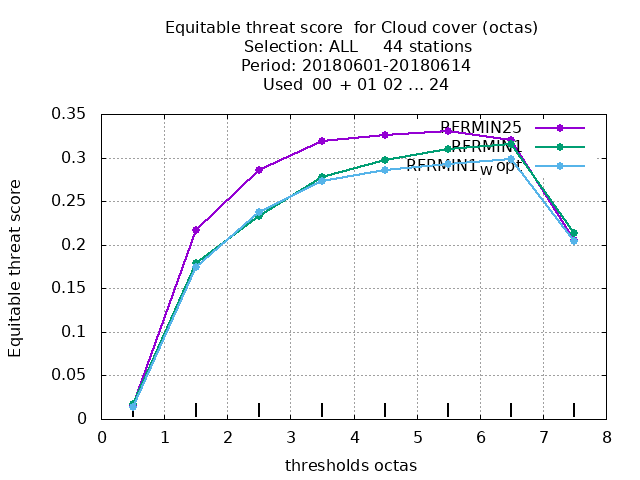 Equitable threat score  for Cloud cover (octas)
Selection: ALL     44 stations
Period: 20180601-20180614
Used  00 + 01 02 ... 24
0.35
0.3
0.25
0.2
0.15
0.1
0.05
0
Equitable threat score
RFRMIN25
RFRMIN1
RFRMIN1w opt
0 1 2 3 4 5 6 7 8
thresholds octas